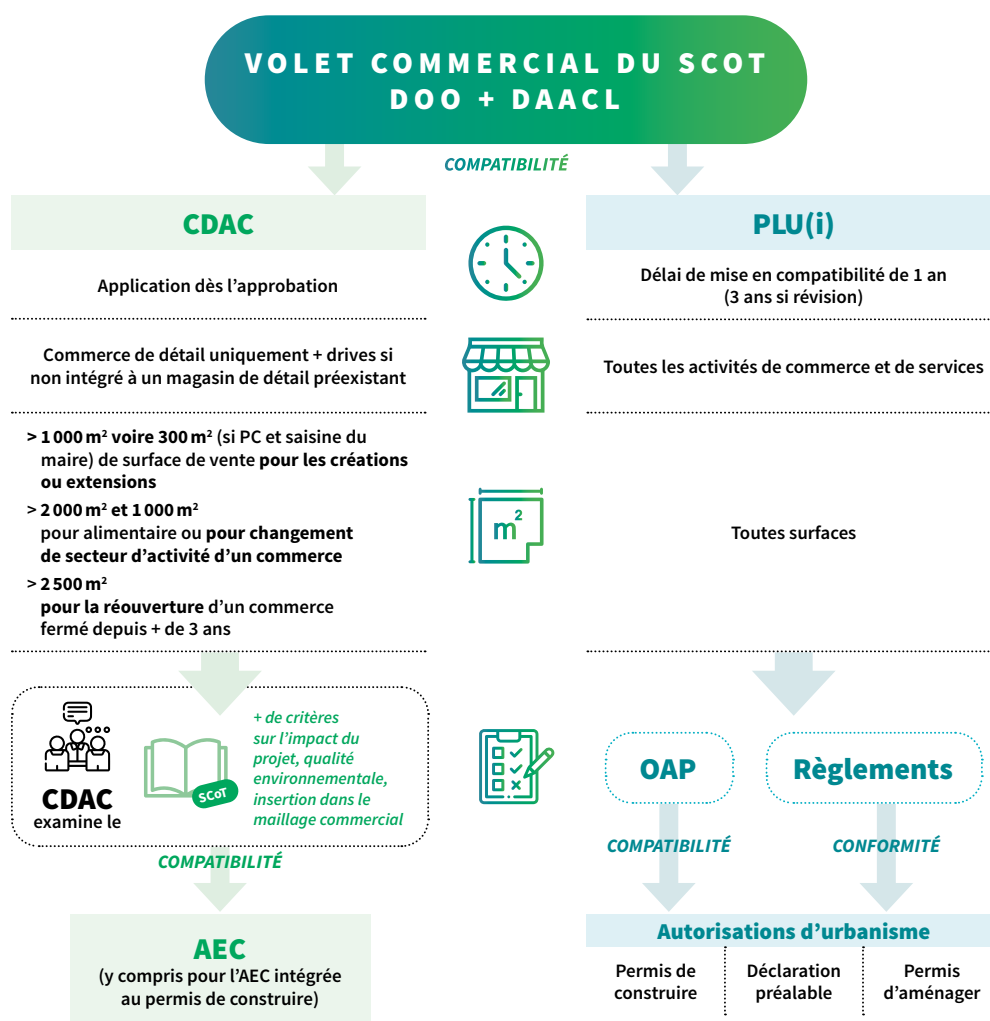 VOLET COMMERCIAL DU SCOT
DOO + DAACL
COMPATIBILITÉ
CDAC
Application dès l’approbation
Commerce de détail uniquement + drives si
non intégré à un magasin de détail préexistant
> 1 000 m² voire 300 m² (si PC et saisine du
maire) de surface de vente pour les créations
ou extensions
> 2 000 m² et 1 000 m²
pour alimentaire ou pour changement
de secteur d’activité d’un commerce
> 2 500 m²
pour la réouverture d’un commerce
fermé depuis + de 3 ans
m²
PLU(i)
Délai de mise en compatibilité de 1 an
(3 ans si révision)
Toutes les activités de commerce et de services
Toutes surfaces
CDAC
examine le
SCoT
+ de critères
sur l’impact du
projet, qualité
environnementale,
insertion dans le
maillage commercial
COMPATIBILITÉ
AEC
(y compris pour l’AEC intégrée
au permis de construire)
OAP
Règlements
COMPATIBILITÉ
CONFORMITÉ
Autorisations d’urbanisme
Permis de
construire
Déclaration
préalable
Permis
d’aménager